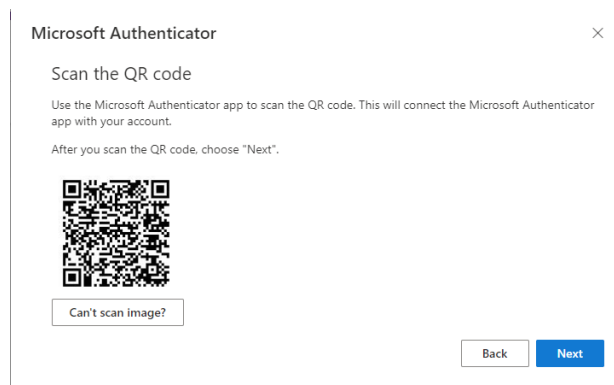 Microsoft Authenticator
Scan the QR code
Use the Microsoft Authenticator app to scan the QR code. This will connect the Microsoft Authenticator
app with your account.
After you scan the QR code, choose "Next".
Can't scan image?
Back
Next